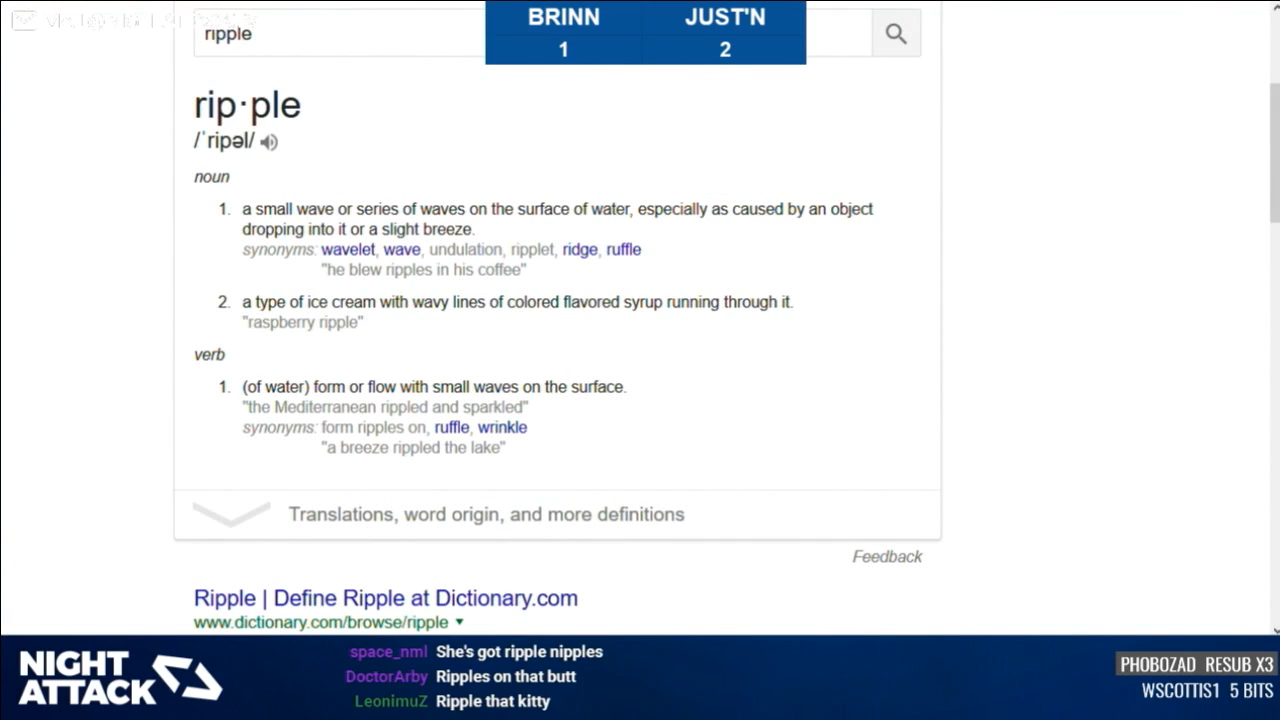 BRINN JUST'N
1 2
ripple
rip·ple
/ˈripəl/
noun
1. a small wave or series of waves on the surface of water, especially as caused by an object
dropping into it or a slight breeze.
synonyms: wavelet, wave, undulation, ripplet, ridge, ruffle
"he blew ripples in his coffee"
2. a type of ice cream with wavy lines of colored flavored syrup running through it.
"raspberry ripple"
verb
1. (of water) form or flow with small waves on the surface.
"the Mediterranean rippled and sparkled"
synonyms: form ripples on, ruffle, wrinkle
"a breeze rippled the lake"
Translations, word origin, and more definitions
Feedback
Ripple | Define Ripple at Dictionary.com
www.dictionary.com/browse/ripple
NIGHT
ATTACK
space_nml She's got ripple nipples
DoctorArby Ripples on that butt
LeonimuZ Ripple that kitty
PHOBOZAD RESUB X3
WSCOTTIS1 5 BITS